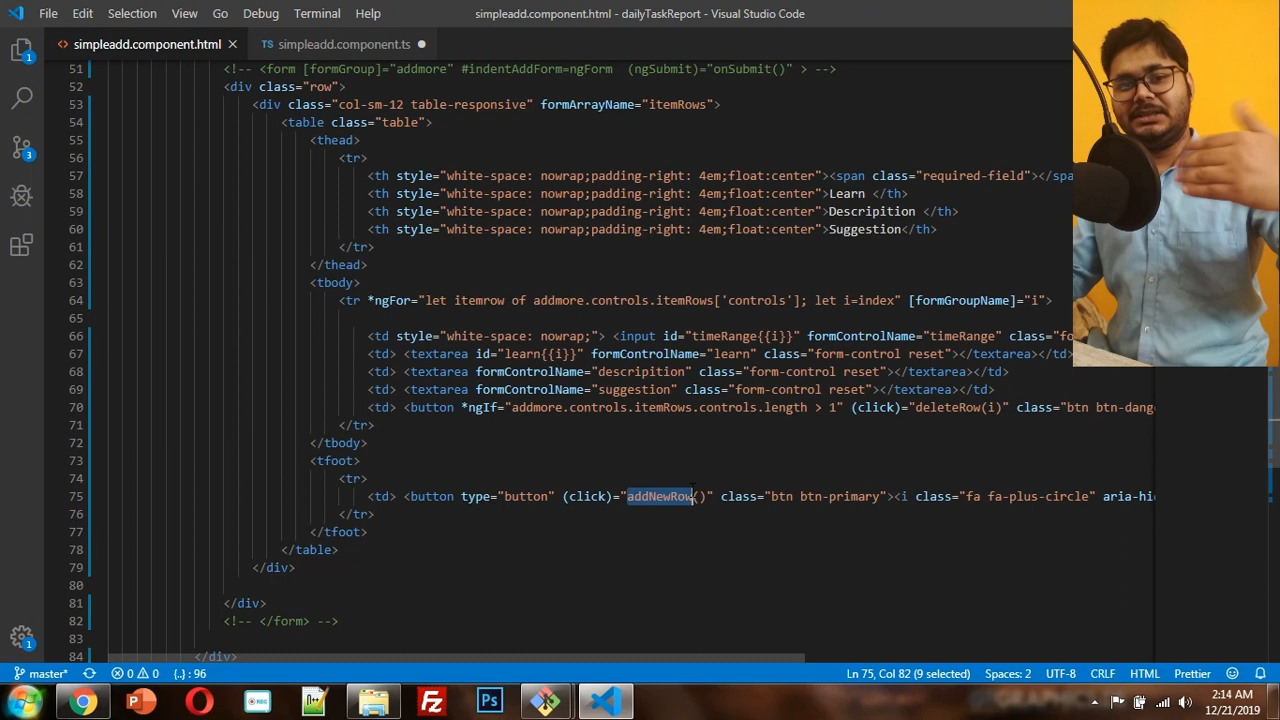 File Edit Selection View Go Debug Terminal Help simpleadd.component.html - dailyTaskReport - Visual Studio Code
simpleadd.component.html × TS simpleadd.component.ts
51 <!-- <form [formGroup]="addmore" #indentAddForm=ngForm (ngSubmit)="onSubmit()" > -->
52 <div class="row">
53 <div class="col-sm-12 table-responsive" formArrayName="itemRows">
54 <table class="table">
55 <thead>
56 <tr>
57 <th style="white-space: nowrap;padding-right: 4em;float:center"><span class="required-field"></spa
58 <th style="white-space: nowrap;padding-right: 4em;float:center">Learn </th>
59 <th style="white-space: nowrap;padding-right: 4em;float:center">Descripition </th>
60 <th style="white-space: nowrap;padding-right: 4em;float:center">Suggestion</th>
61 </tr>
62 </thead>
63 <tbody>
64 <tr *ngFor="let itemrow of addmore.controls.itemRows['controls']; let i=index" [formGroupName]="i">
65
66 <td style="white-space: nowrap;"> <input id="timeRange{{i}}" formControlName="timeRange" class="fo
67 <td> <textarea id="learn{{i}}" formControlName="learn" class="form-control reset"></textarea></td>
68 <td> <textarea formControlName="descripition" class="form-control reset"></textarea></td>
69 <td> <textarea formControlName="suggestion" class="form-control reset"></textarea></td>
70 <td> <button *ngIf="addmore.controls.itemRows.controls.length > 1" (click)="deleteRow(i)" class="btn btn-dange
71 </tr>
72 </tbody>
73 <tfoot>
74 <tr>
75 <td> <button type="button" (click)="addNewRow()" class="btn btn-primary"><i class="fa fa-plus-circle" aria-hid
76 </tr>
77 </tfoot>
78 </table>
79 </div>
80
81 </div>
82 <!-- </form> -->
83
84 </div>
1
3
1
1
master* 0 0 {..} : 96 Ln 75, Col 82 (9 selected) Spaces: 2 UTF-8 CRLF HTML Prettier
REC Fz Ps 2:14 AM
12/21/2019